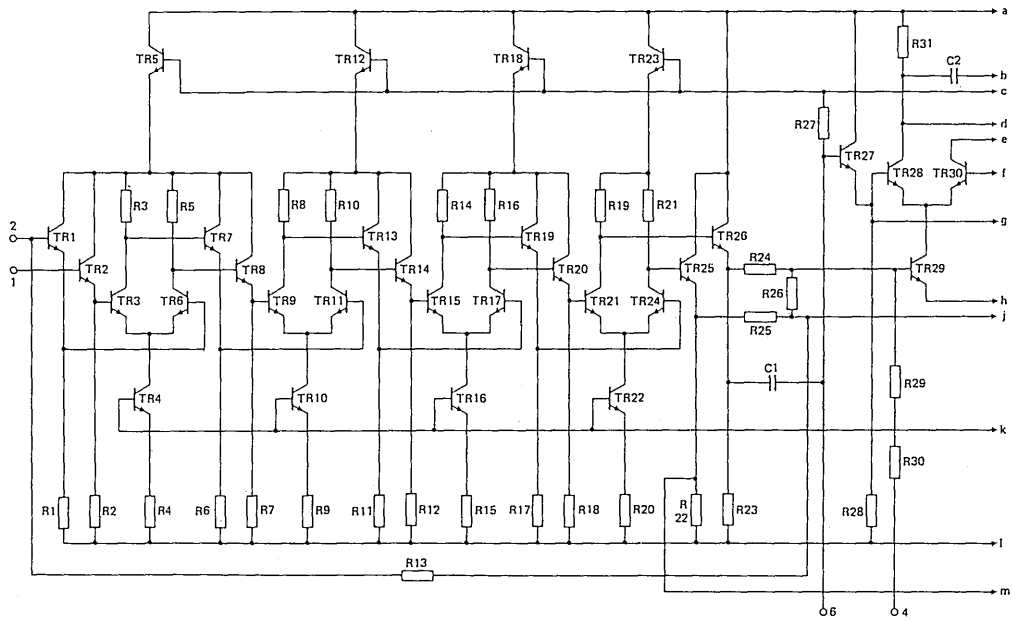 a
R31
TR5
TR12
TR18
TR23
C2
b
c
R27
d
e
TR27
TR28
TR30
f
R3
R5
R8
R10
R14
R16
R19
R21
2
TR1
TR7
TR13
TR19
TR26
g
R24
1
TR2
TR8
TR14
TR20
TR25
TR29
R26
TR3
TR6
TR9
TR11
TR15
TR17
TR21
TR24
h
R25
j
C1
R29
TR4
TR10
TR16
TR22
k
R30
R1
R2
R4
R6
R7
R9
R11
R12
R15
R17
R18
R20
R
22
R23
R28
l
R13
m
6
4